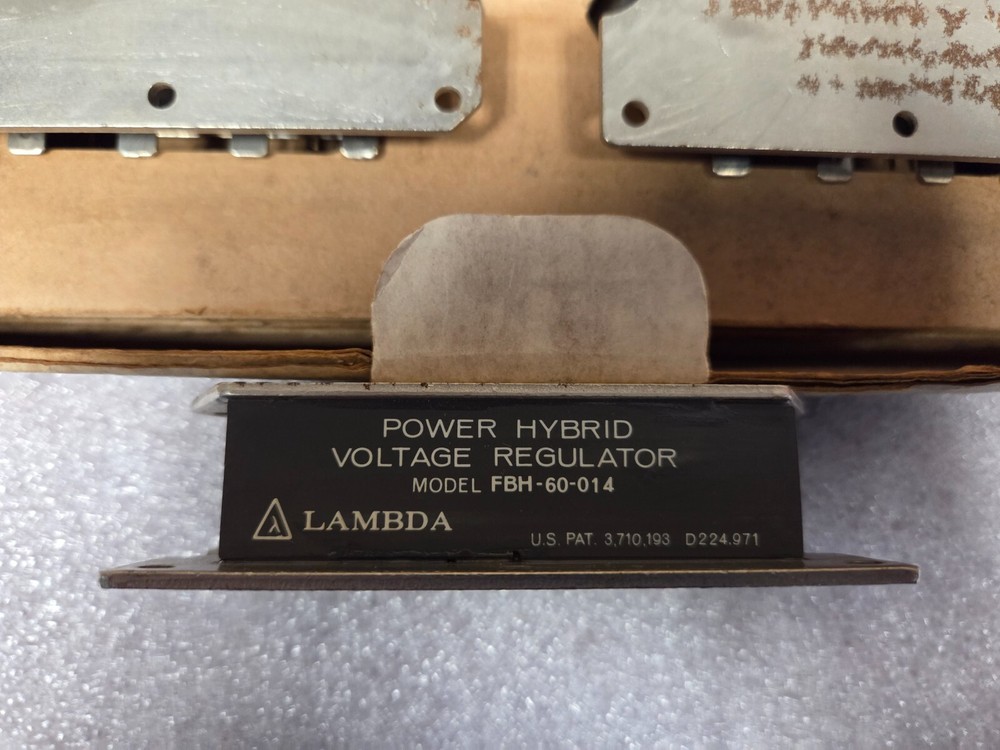 POWER HYBRID
VOLTAGE REGULATOR
MODEL FBH-60-014
λ LAMBDA
U.S. PAT. 3,710,193 D224.971